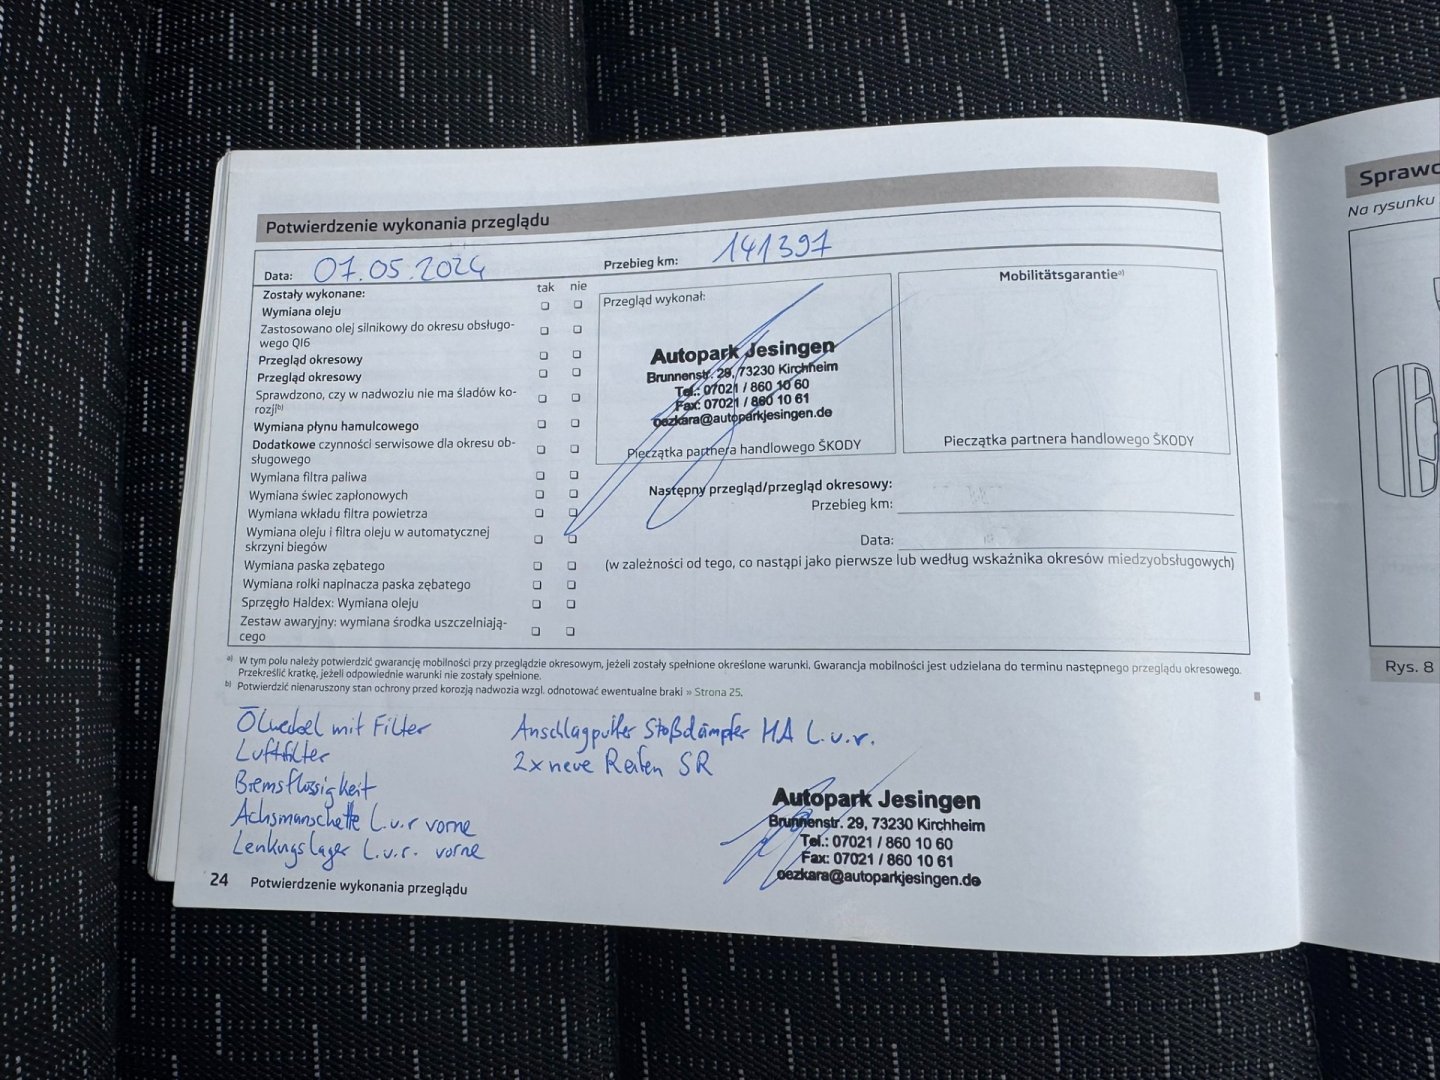 Potwierdzenie wykonania przeglądu
Data: 07.05.2024
Przebieg km: 141397
Zostały wykonane:
tak nie
Wymiana oleju
Zastosowano olej silnikowy do okresu obsługo-
wego QI6
Przegląd okresowy
Przegląd okresowy
Sprawdzono, czy w nadwoziu nie ma śladów ko-
rozji b)
Wymiana płynu hamulcowego
Dodatkowe czynności serwisowe dla okresu ob-
sługowego
Wymiana filtra paliwa
Wymiana świec zapłonowych
Wymiana wkładu filtra powietrza
Wymiana oleju i filtra oleju w automatycznej
skrzyni biegów
Wymiana paska zębatego
Wymiana rolki napinacza paska zębatego
Sprzęgło Haldex: Wymiana oleju
Zestaw awaryjny: wymiana środka uszczelniają-
cego
Przegląd wykonał:
Autopark Jesingen
Brunnenstr. 29, 73230 Kirchheim
Tel.: 07021 / 860 10 60
Fax: 07021 / 860 10 61
oezkara@autoparkjesingen.de
Pieczątka partnera handlowego ŠKODY
Mobilitätsgarantie a)
Pieczątka partnera handlowego ŠKODY
Następny przegląd/przegląd okresowy:
Przebieg km:
Data:
(w zależności od tego, co nastąpi jako pierwsze lub według wskaźnika okresów miedzyobsługowych)
a) W tym polu należy potwierdzić gwarancję mobilności przy przeglądzie okresowym, jeżeli zostały spełnione określone warunki. Gwarancja mobilności jest udzielana do terminu następnego przeglądu okresowego.
Przekreślić kratkę, jeżeli odpowiednie warunki nie zostały spełnione.
b) Potwierdzić nienaruszony stan ochrony przed korozją nadwozia wzgl. odnotować ewentualne braki » Strona 25.
Ölwechsel mit Filter
Luftfilter
Bremsflüssigkeit
Achsmanschette L.u.r vorne
Lenkungslager L.u.r. vorne
Anschlagpuffer Stoßdämpfer HA L.u.r.
2x neue Reifen SR
Autopark Jesingen
Brunnenstr. 29, 73230 Kirchheim
Tel.: 07021 / 860 10 60
Fax: 07021 / 860 10 61
oezkara@autoparkjesingen.de
24 Potwierdzenie wykonania przeglądu
Na rysunku
Rys. 8